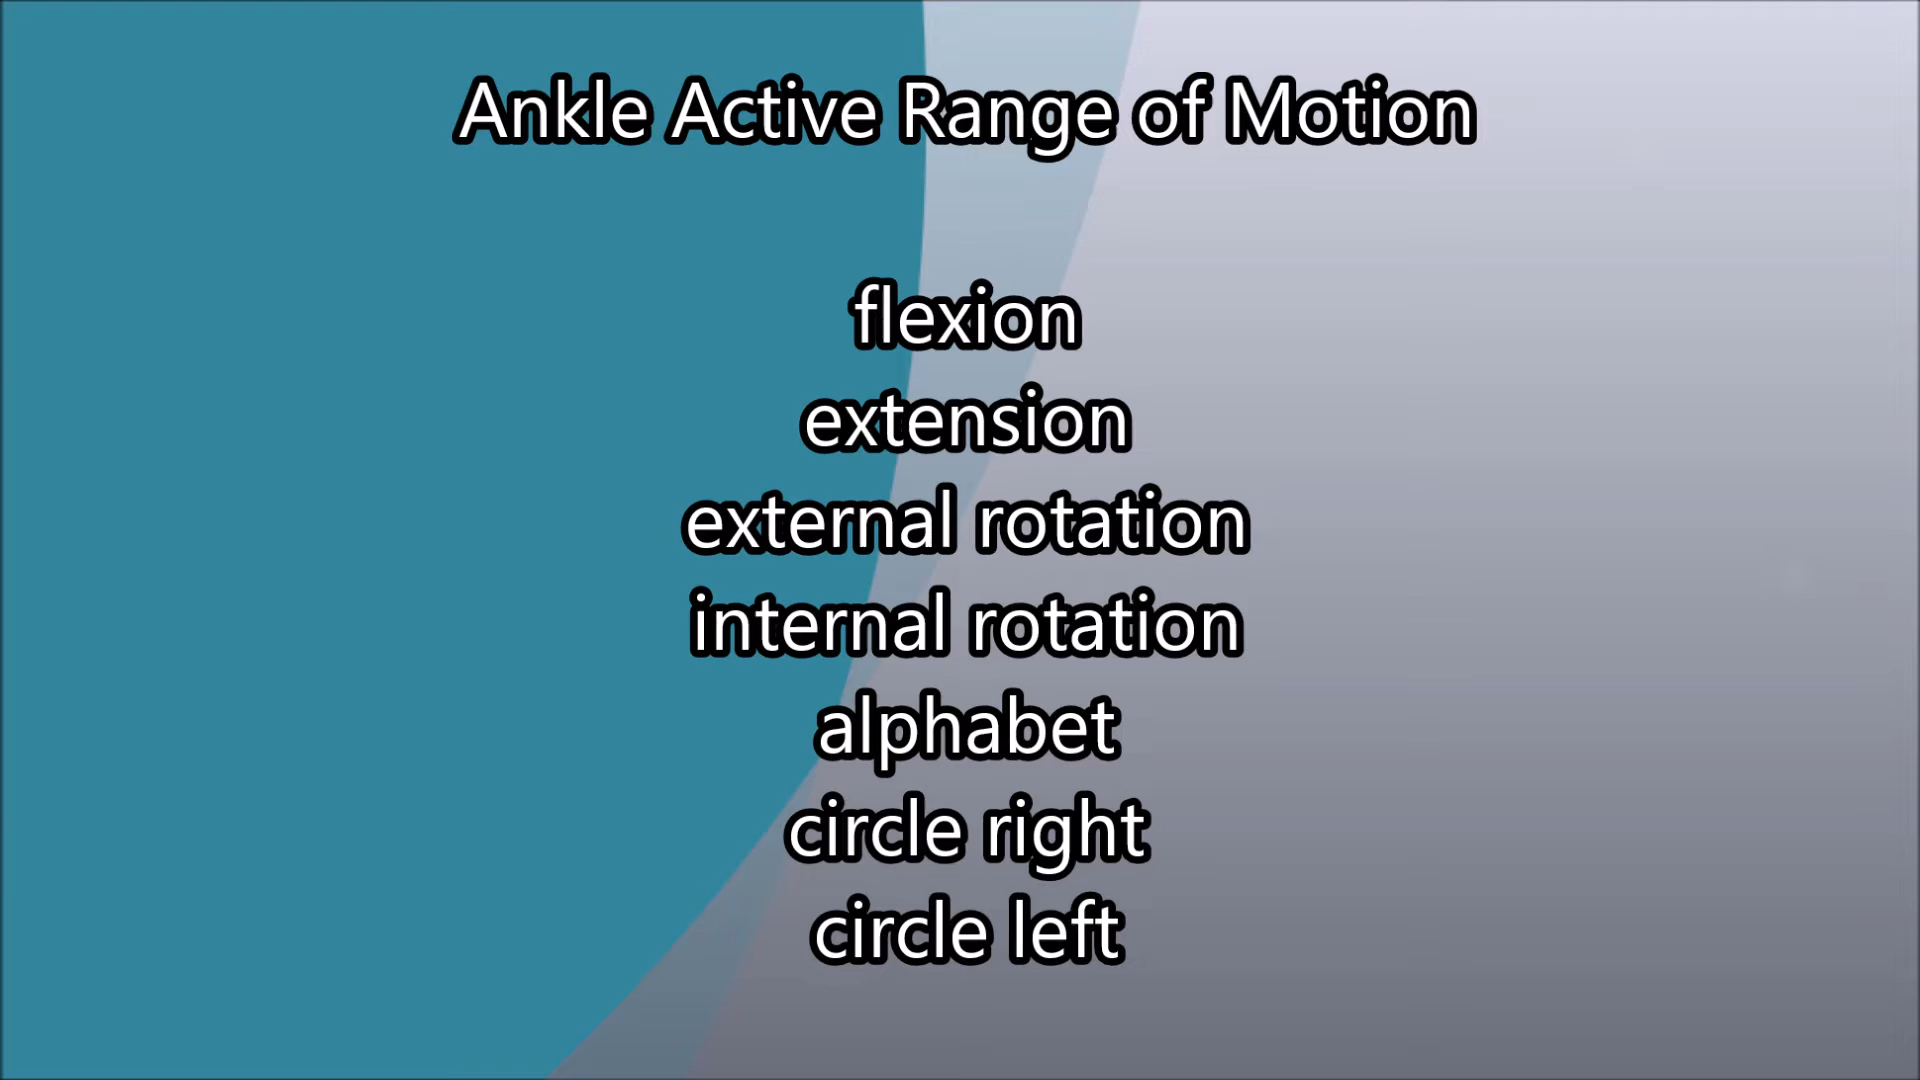 Ankle Active Range of Motion
flexion
extension
external rotation
internal rotation
alphabet
circle right
circle left